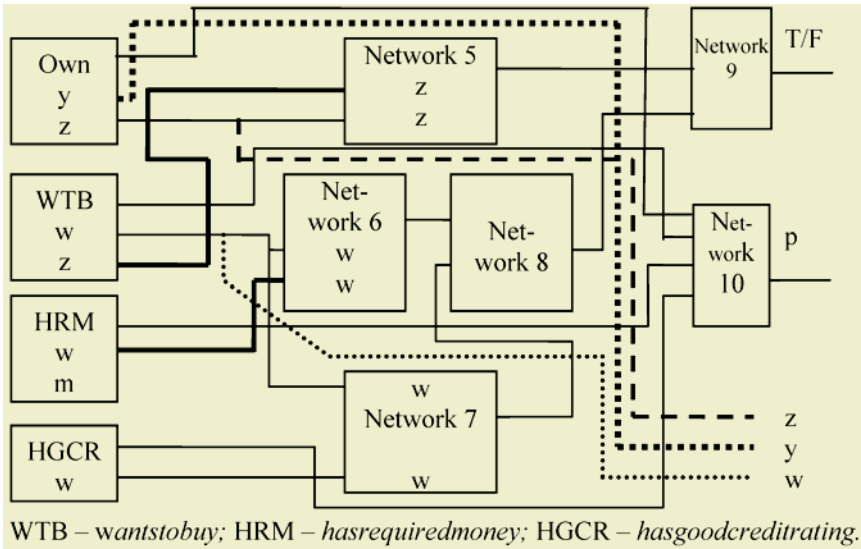 Own
y
z
WTB
w
z
HRM
w
m
HGCR
w
Network 5
z
z
Net-
work 6
w
w
w
Network 7
w
Net-
work 8
Network
9
T/F
Net-
work
10
p
z
y
w
WTB – wantstobuy; HRM – hasrequiredmoney; HGCR – hasgoodcreditrating.